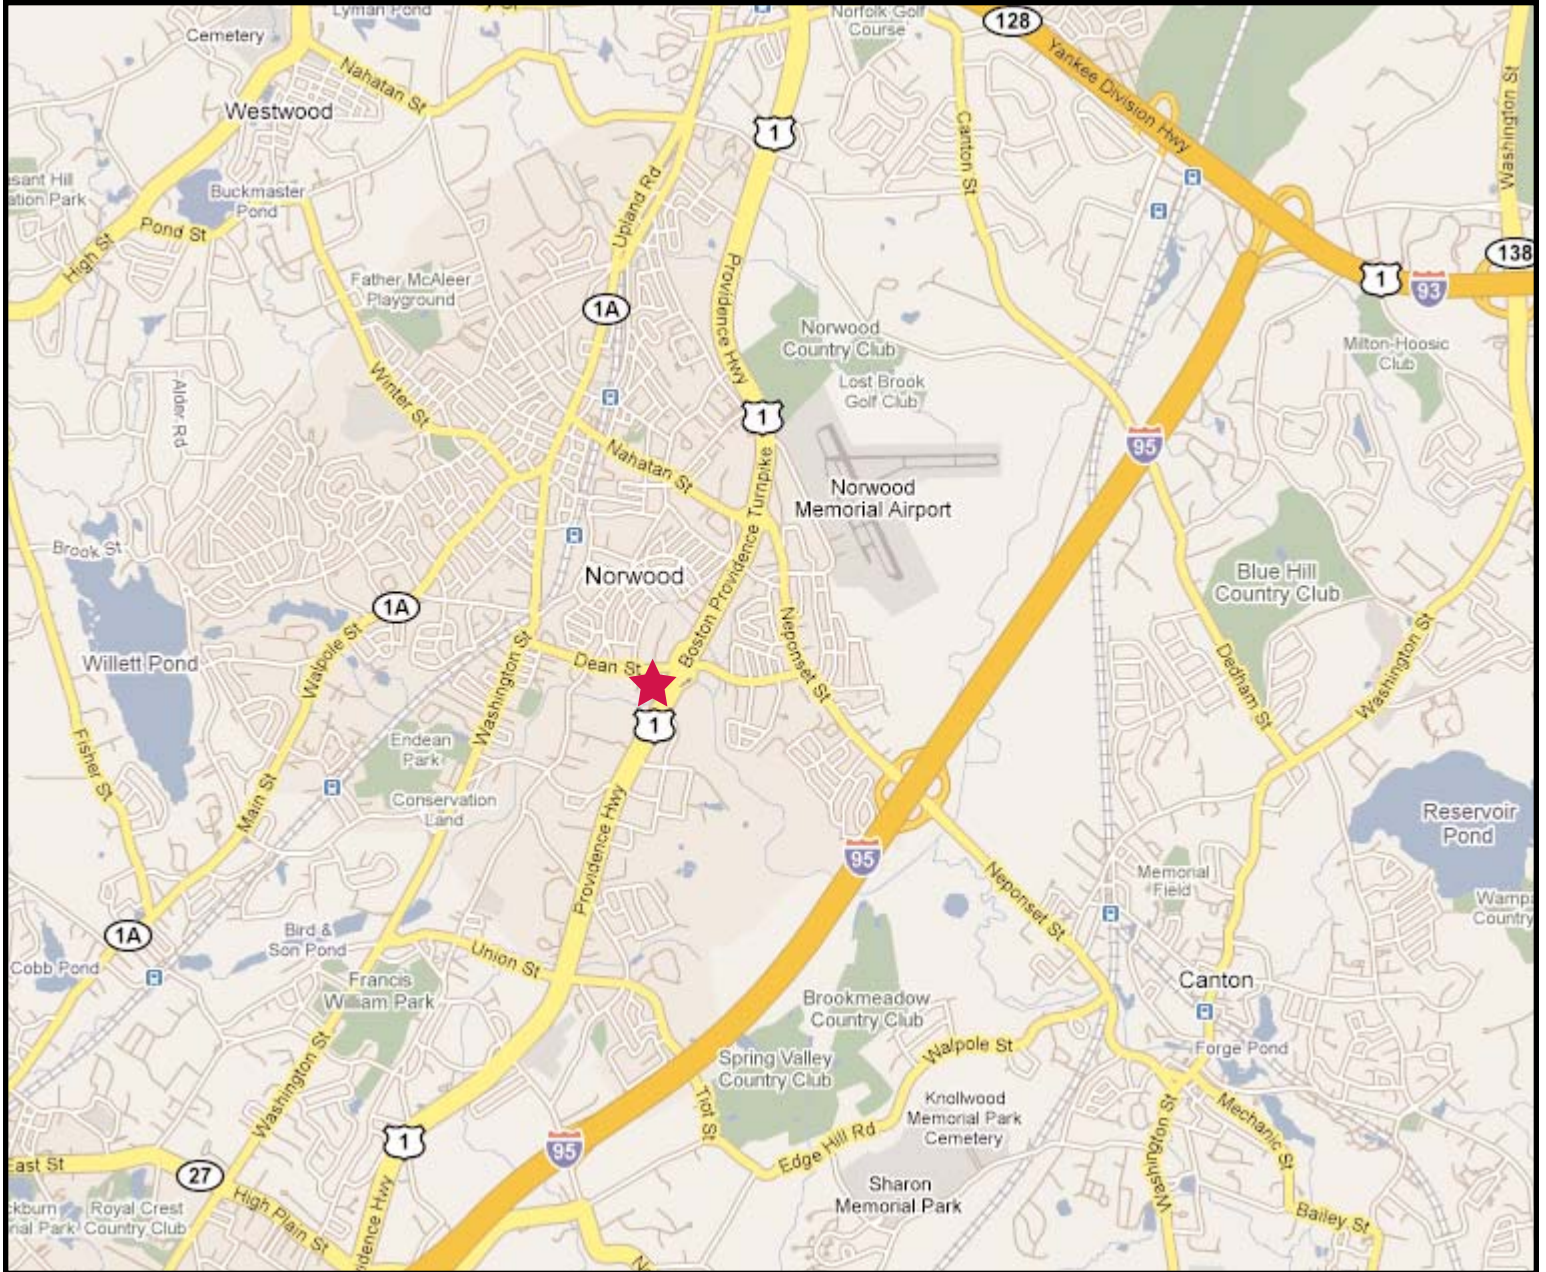 Cemetery
Lyman Pond
Norfolk Golf
Course
128
Nahatan St
Yankee Division Hwy
Washington St
Westwood
1
Canton St
Upland Rd
Buckmaster
Pond
Pond St
High St
138
Father McAleer
Playground
1A
Providence Hwy
1
93
Norwood
Country Club
Milton-Hoosic
Club
Lost Brook
Golf Club
Alder Rd
Winter St
1
95
Nahatan St
Norwood
Memorial Airport
Boston Providence Turnpike
Brook St
Norwood
Blue Hill
Country Club
1A
Walpole St
Willett Pond
Washington St
Dean St
Neponset St
Dedham St
Washington St
1
Fisher St
Endean
Park
Main St
Conservation
Land
Providence Hwy
Reservoir
Pond
95
Neponset St
Memorial
Field
Country
1A
Bird &
Son Pond
Union St
Cobb Pond
Francis
William Park
Canton
Brookmeadow
Country Club
Walpole St
Forge Pond
Spring Valley
Country Club
Washington St
Tiot St
Knollwood
Memorial Park
Cemetery
Mechanic St
1
95
Edge Hill Rd
Washington St
East St
27
High Plain St
Sharon
Memorial Park
Royal Crest
Country Club
Bailey St